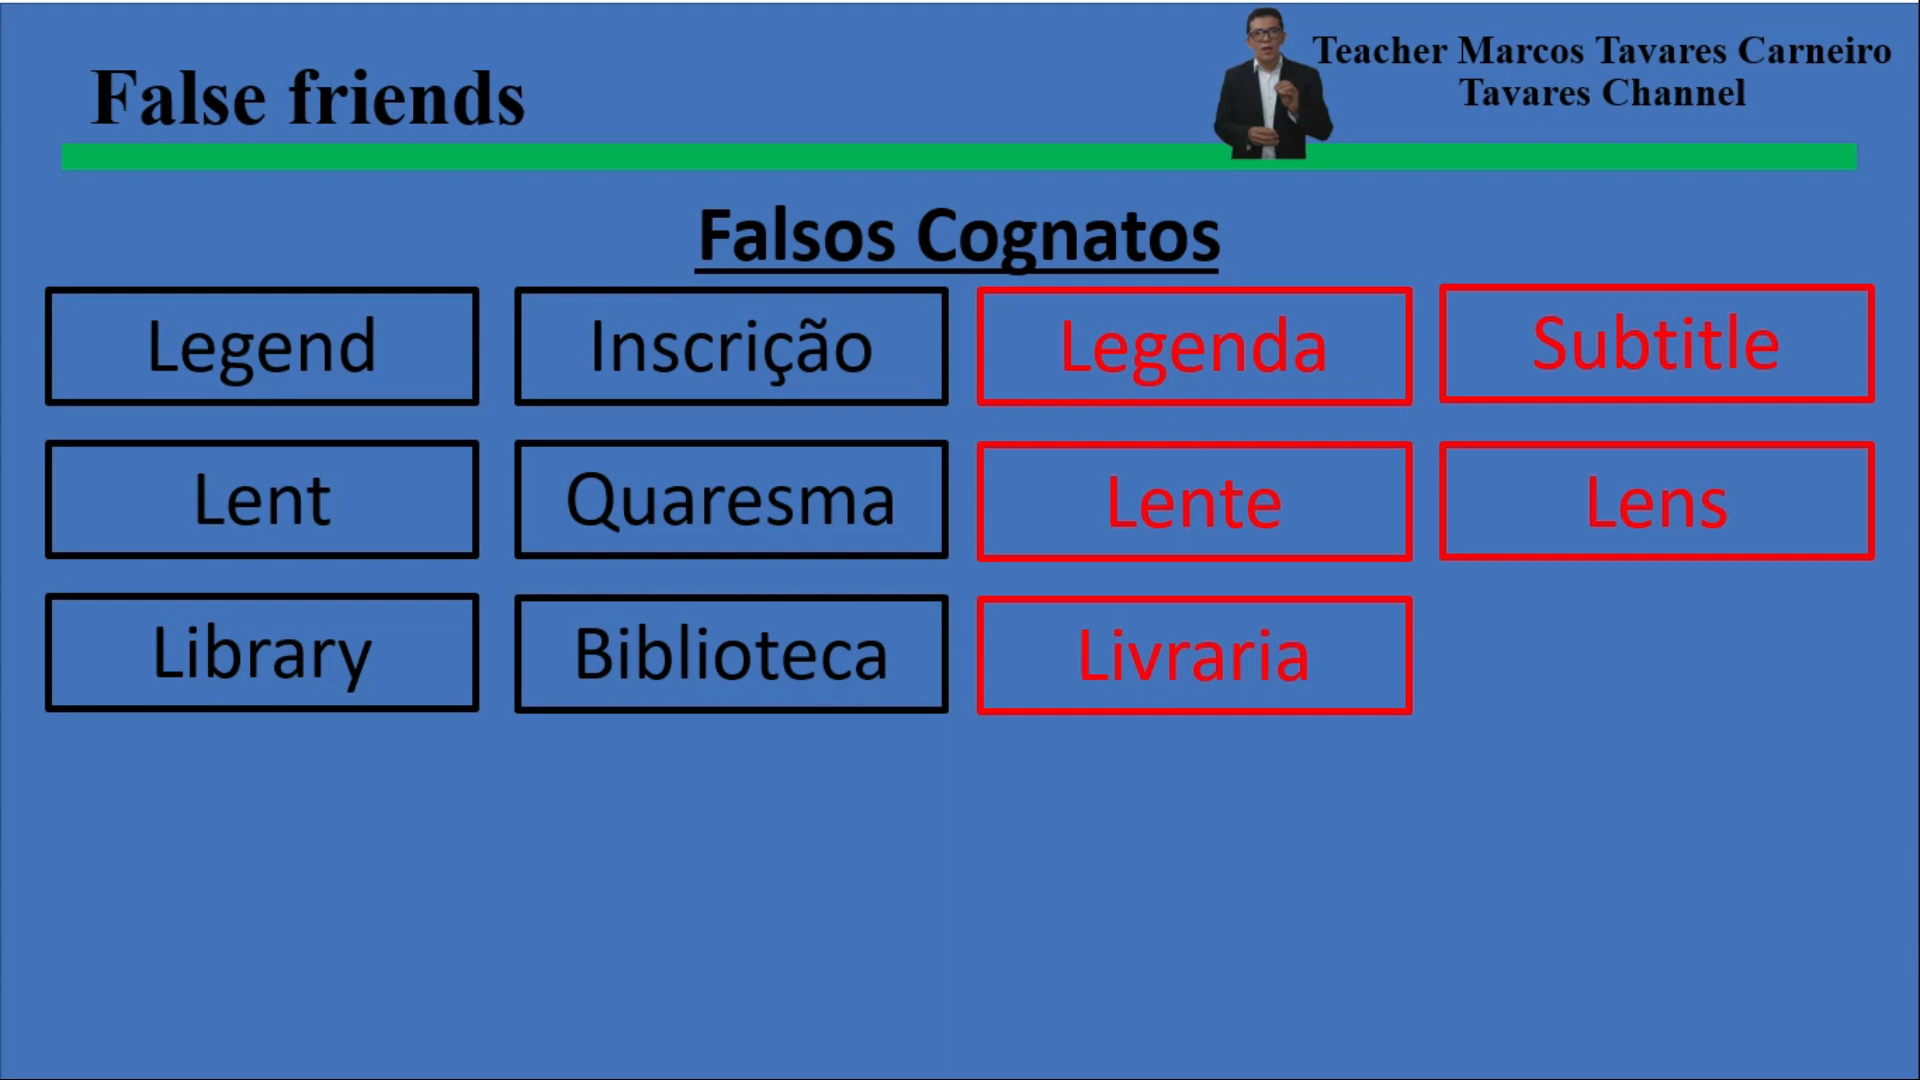 False friends
Teacher Marcos Tavares Carneiro
Tavares Channel
Falsos Cognatos
Legend Inscrição Legenda Subtitle
Lent Quaresma Lente Lens
Library Biblioteca Livraria